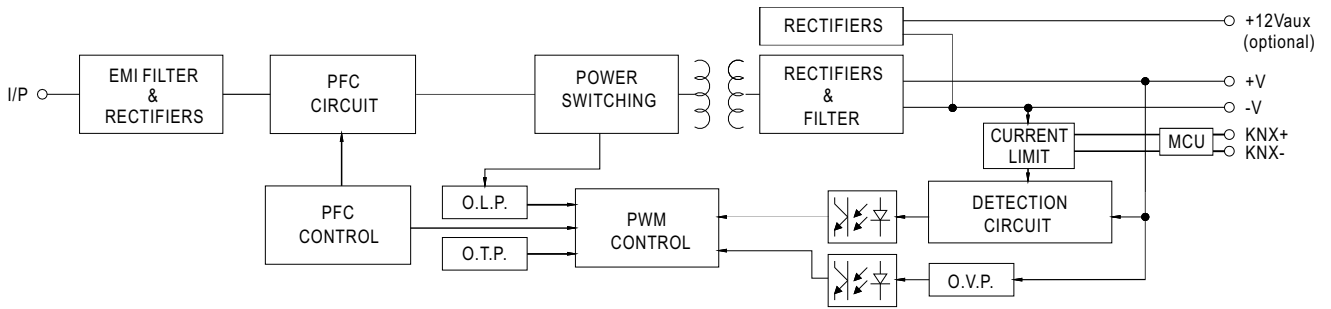 RECTIFIERS
+12Vaux
(optional)
I/P
EMI FILTER
&
RECTIFIERS
PFC
CIRCUIT
POWER
SWITCHING
RECTIFIERS
&
FILTER
+V
-V
CURRENT
LIMIT
MCU
KNX+
KNX-
PFC
CONTROL
O.L.P.
O.T.P.
PWM
CONTROL
DETECTION
CIRCUIT
O.V.P.